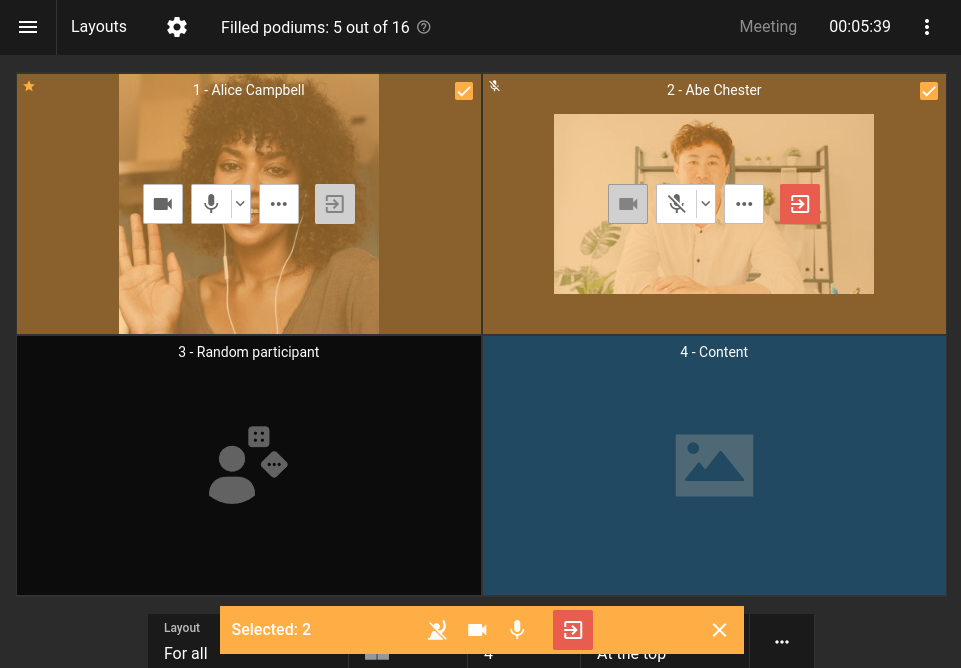 Layouts
Filled podiums: 5 out of 16
Meeting
00:05:39
1 - Alice Campbell
2 - Abe Chester
3 - Random participant
4 - Content
Layout
Selected: 2
For all
4
At the top